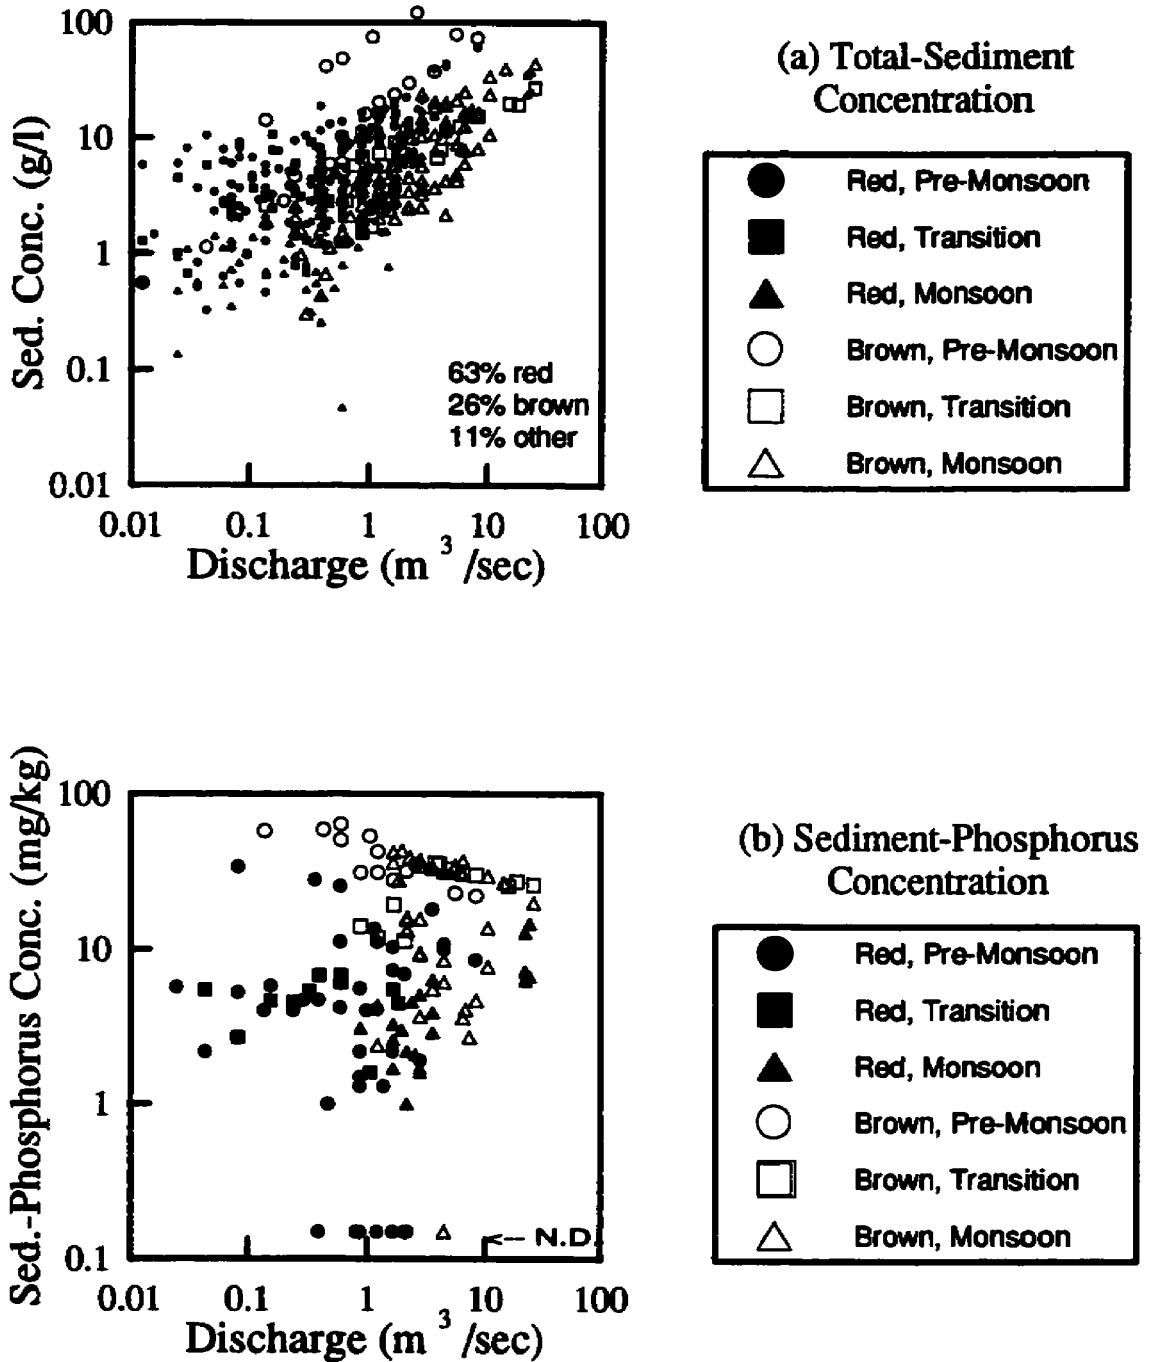 100
10
1
0.1
0.01
Sed. Conc. (g/l)
63% red
26% brown
11% other
0.01 0.1 1 10 100
Discharge (m 3 /sec)
(a) Total-Sediment
Concentration
Red, Pre-Monsoon
Red, Transition
Red, Monsoon
Brown, Pre-Monsoon
Brown, Transition
Brown, Monsoon
100
10
1
0.1
Sed.-Phosphorus Conc. (mg/kg)
<-- N.D.
0.01 0.1 1 10 100
Discharge (m 3 /sec)
(b) Sediment-Phosphorus
Concentration
Red, Pre-Monsoon
Red, Transition
Red, Monsoon
Brown, Pre-Monsoon
Brown, Transition
Brown, Monsoon